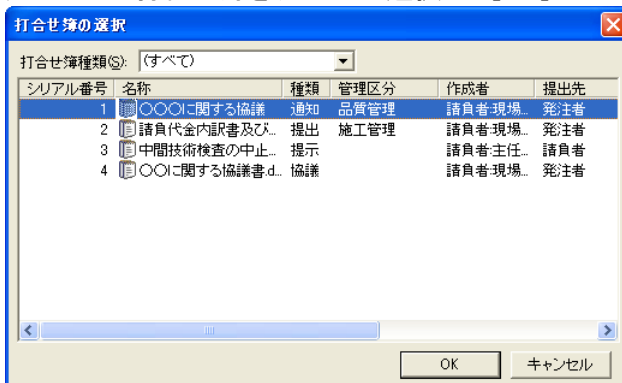 打合せ簿の選択
打合せ簿種類(S): (すべて)
シリアル番号 名称 種類 管理区分 作成者 提出先
1 〇〇〇に関する協議 通知 品質管理 請負者:現場... 発注者
2 請負代金内訳書及び... 提出 施工管理 請負者:現場... 発注者
3 中間技術検査の中止... 提示 請負者:主任... 請負者
4 〇〇に関する協議書.d... 協議 請負者:現場... 発注者
OK キャンセル